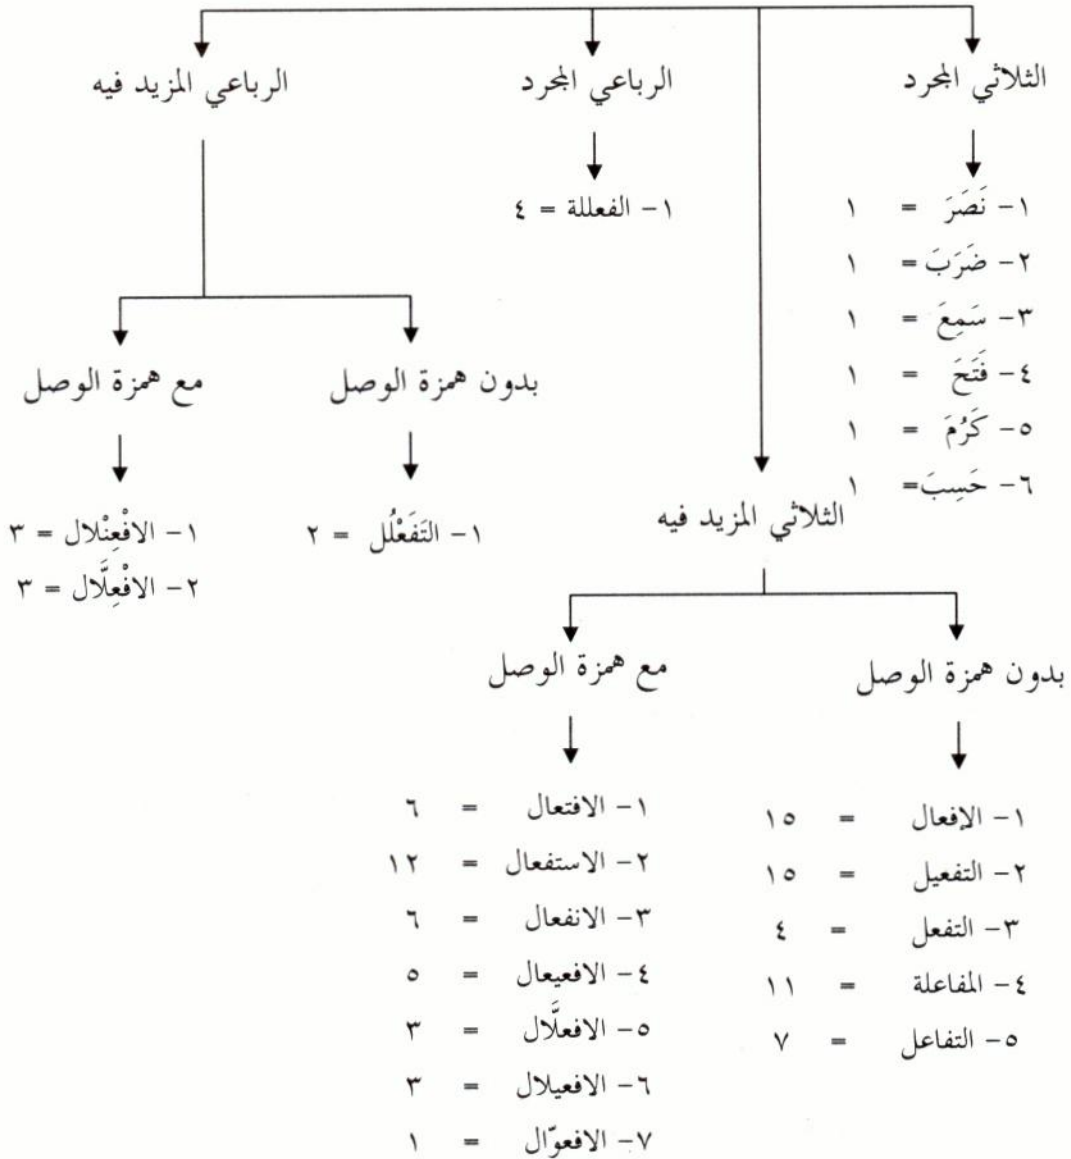 الثلاثي المجرد
الرباعي المجرد
الرباعي المزيد فيه
١- نَصَرَ = ١
٢- ضَرَبَ = ١
٣- سَمِعَ = ١
٤- فَتَحَ = ١
٥- كَرُمَ = ١
٦- حَسِبَ = ١
١- الفعللة = ٤
بدون همزة الوصل
مع همزة الوصل
١- التَفَعْلُل = ٢
١- الافْعِنْلال = ٣
٢- الافْعِلَّال = ٣
الثلاثي المزيد فيه
بدون همزة الوصل
مع همزة الوصل
١- الإفعال = ١٥
٢- التفعيل = ١٥
٣- التفعل = ٤
٤- المفاعلة = ١١
٥- التفاعل = ٧
١- الافتعال = ٦
٢- الاستفعال = ١٢
٣- الانفعال = ٦
٤- الافعيعال = ٥
٥- الافعلَّال = ٣
٦- الافعيلال = ٣
٧- الافعوّال = ١